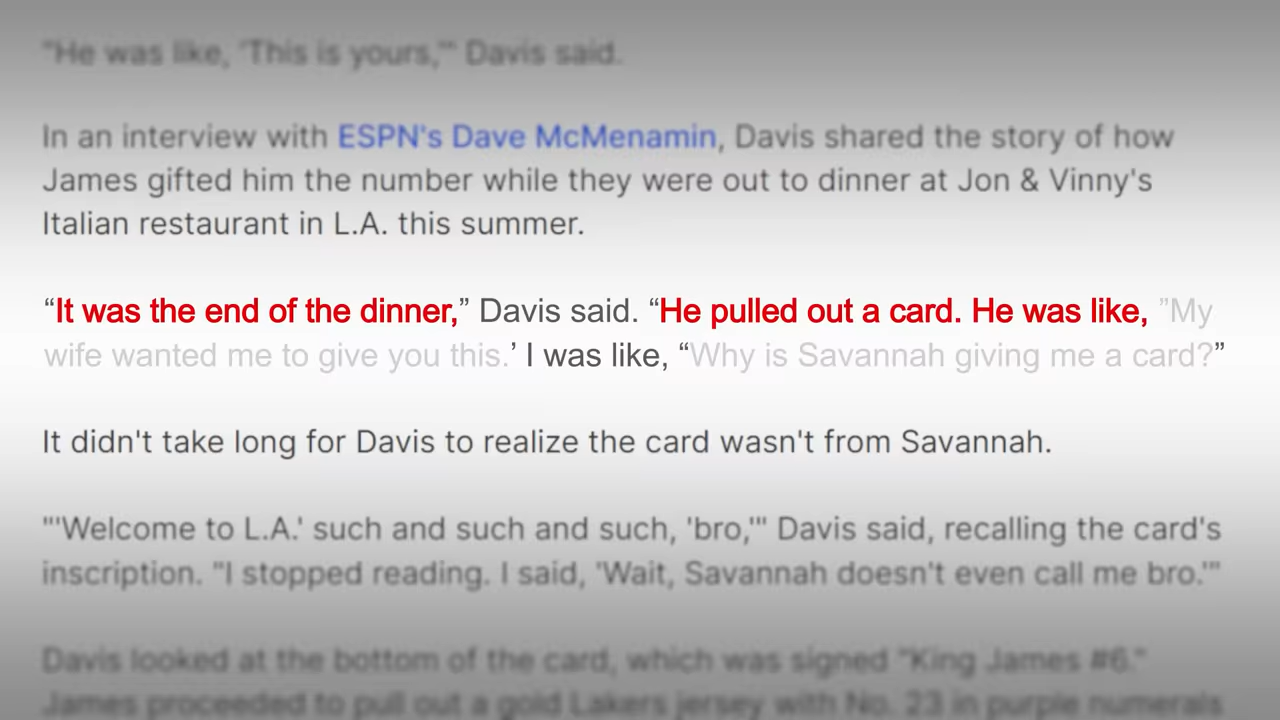 "He was like, 'This is yours,'" Davis said.
In an interview with ESPN's Dave McMenamin, Davis shared the story of how
James gifted him the number while they were out to dinner at Jon & Vinny's
Italian restaurant in L.A. this summer.
“It was the end of the dinner,” Davis said. “He pulled out a card. He was like, ”My
wife wanted me to give you this.’ I was like, “Why is Savannah giving me a card?”
It didn't take long for Davis to realize the card wasn't from Savannah.
"'Welcome to L.A.' such and such and such, 'bro,'" Davis said, recalling the card's
inscription. "I stopped reading. I said, 'Wait, Savannah doesn't even call me bro.'"
Davis looked at the bottom of the card, which was signed "King James #6."
James proceeded to pull out a gold Lakers jersey with No. 23 in purple numerals